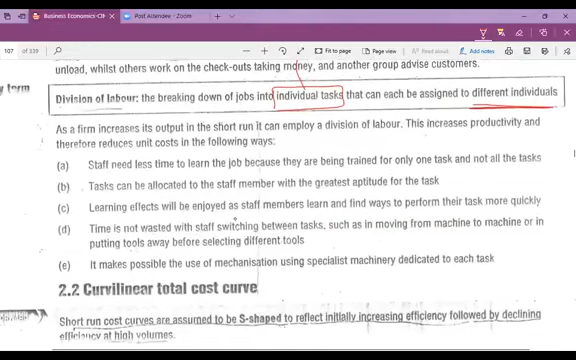 Business Economics-CM
Post Attendee - Zoom
107 of 339
Fit to page
Page view
Read aloud
Add notes
unload, whilst others work on the check-outs taking money, and another group advise customers.
y term
Division of labour: the breaking down of jobs into individual tasks that can each be assigned to different individuals
As a firm increases its output in the short run it can employ a division of labour. This increases productivity and
therefore reduces unit costs in the following ways:
(a) Staff need less time to learn the job because they are being trained for only one task and not all the tasks
(b) Tasks can be allocated to the staff member with the greatest aptitude for the task
(c) Learning effects will be enjoyed as staff members learn and find ways to perform their task more quickly
(d) Time is not wasted with staff switching between tasks, such as in moving from machine to machine or in
putting tools away before selecting different tools
(e) It makes possible the use of mechanisation using specialist machinery dedicated to each task
2.2 Curvilinear total cost curve
Short run cost curves are assumed to be S-shaped to reflect initially increasing efficiency followed by declining
efficiency at high volumes.